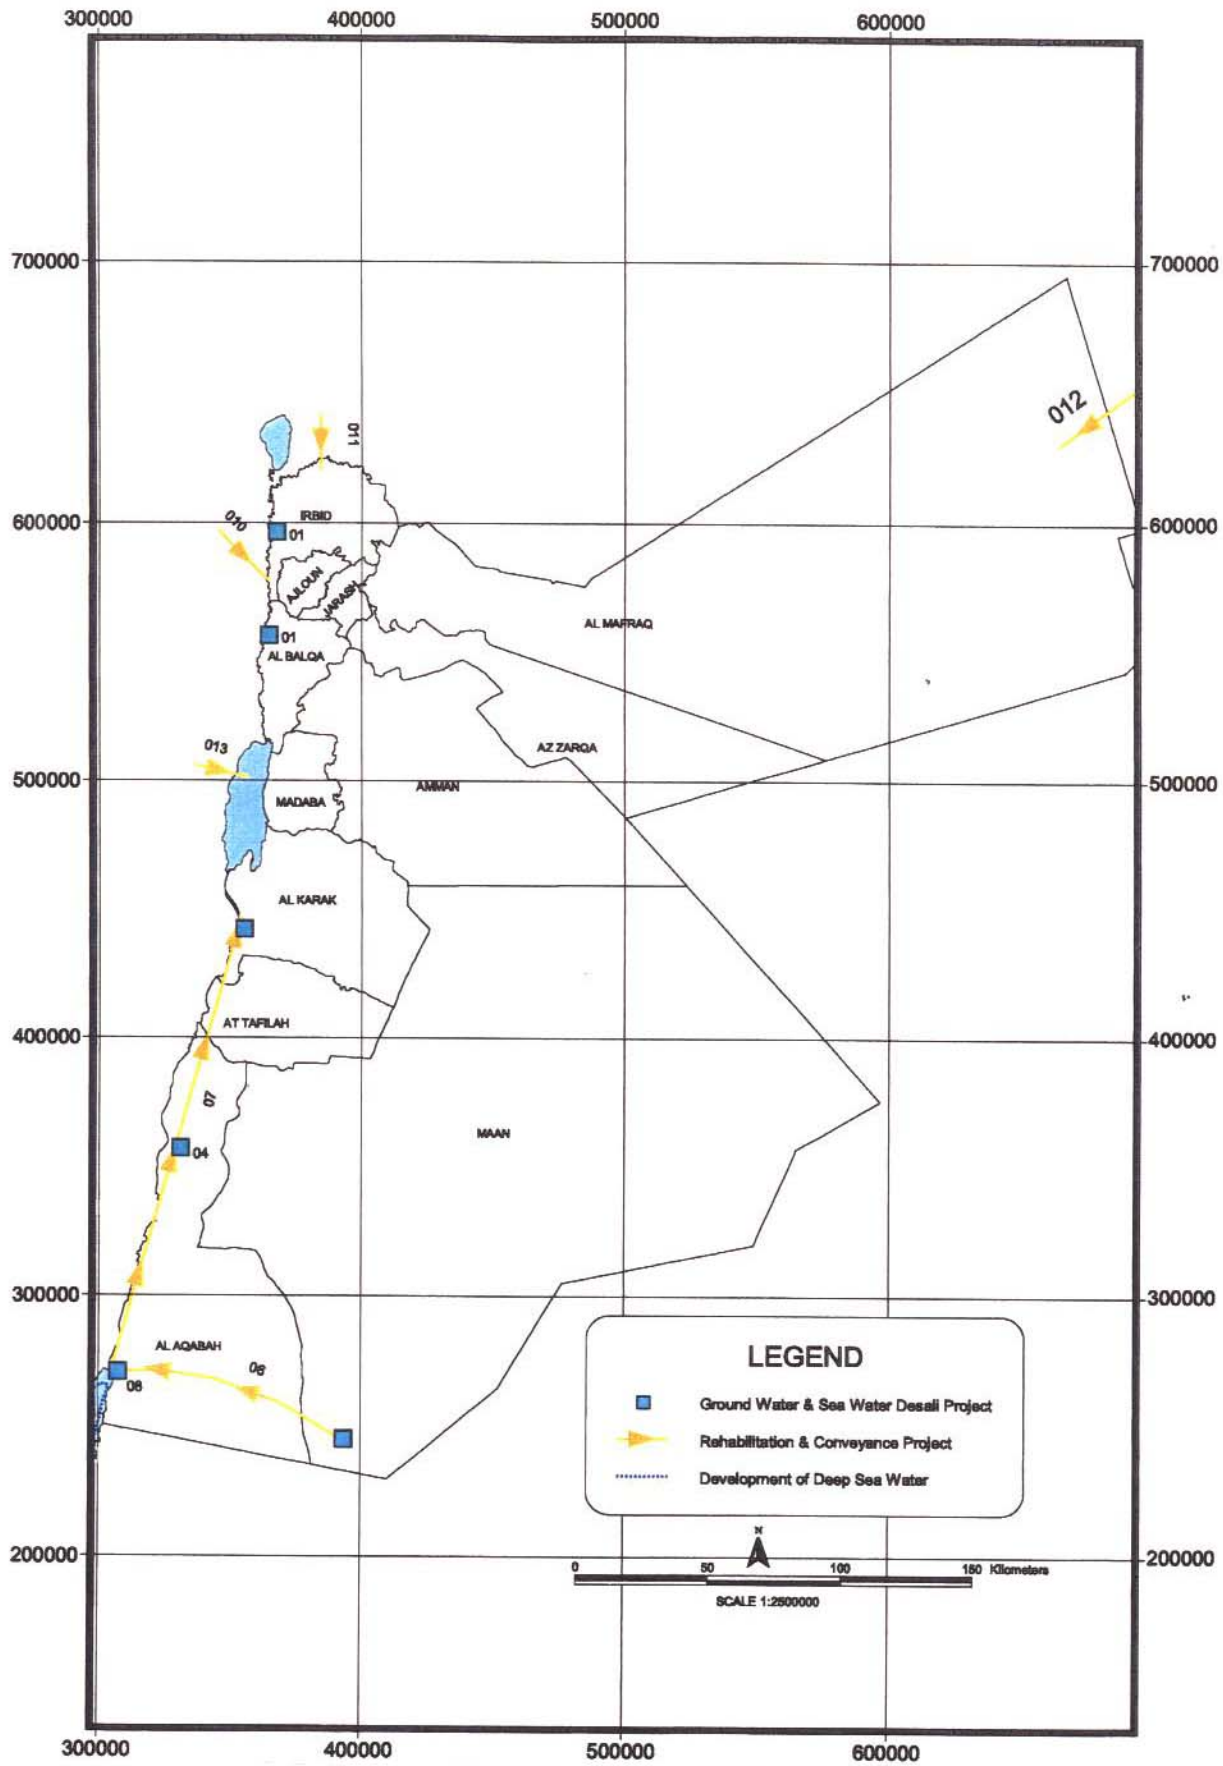 300000 400000 500000 600000
700000 700000
012
011
010
600000 600000
IRBID
01
AJLOUN
JARASH
AL MAFRAQ
01
AL BALQA
013
AZ ZARQA
500000 500000
AMMAN
MADABA
AL KARAK
AT TAFILAH
400000 400000
07
MAAN
04
300000 300000
AL AQABAH
06
08
LEGEND
Ground Water & Sea Water Desali Project
Rehabilitation & Conveyance Project
Development of Deep Sea Water
N
200000 200000
0 50 100 150 Kilometers
SCALE 1:2500000
300000 400000 500000 600000